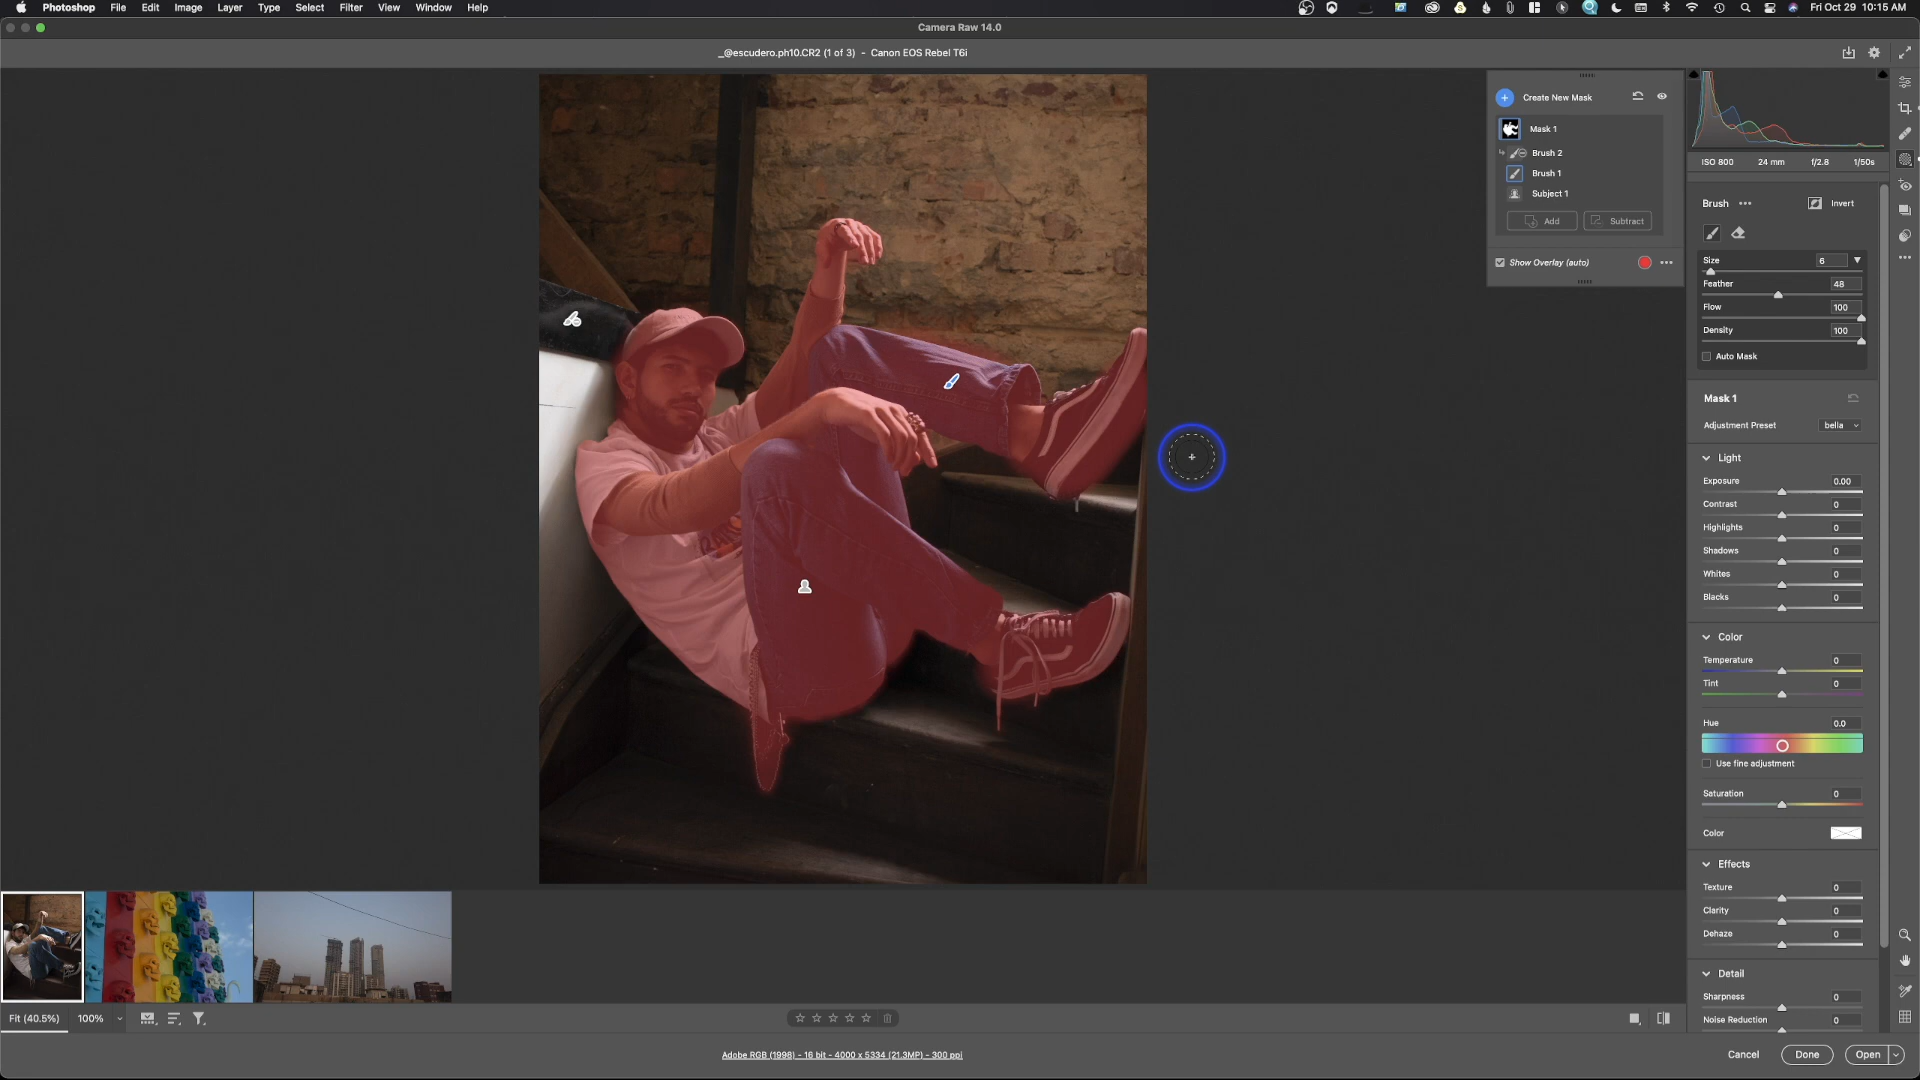 Photoshop File Edit Image Layer Type Select Filter View Window Help Fri Oct 29 10:15 AM
Camera Raw 14.0
_@escudero.ph10.CR2 (1 of 3) - Canon EOS Rebel T6i
Create New Mask
Mask 1
Brush 2
Brush 1
Subject 1
Add Subtract
Show Overlay (auto)
ISO 800 24 mm f/2.8 1/50s
Brush Invert
Size 6
Feather 48
Flow 100
Density 100
Auto Mask
Mask 1
Adjustment Preset bella
Light
Exposure 0.00
Contrast 0
Highlights 0
Shadows 0
Whites 0
Blacks 0
Color
Temperature 0
Tint 0
Hue 0.0
Use fine adjustment
Saturation 0
Color
Effects
Texture 0
Clarity 0
Dehaze 0
Detail
Sharpness 0
Noise Reduction 0
Fit (40.5%) 100%
Adobe RGB (1998) - 16 bit - 4000 x 5334 (21.3MP) - 300 ppi
Cancel Done Open